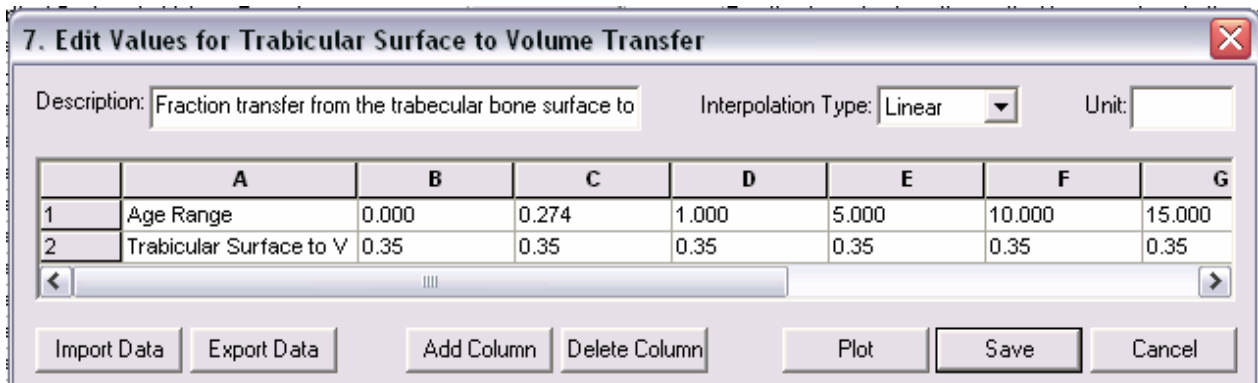 7. Edit Values for Trabicular Surface to Volume Transfer
Description: Fraction transfer from the trabecular bone surface to Interpolation Type: Linear Unit:
A B C D E F G
1 Age Range 0.000 0.274 1.000 5.000 10.000 15.000
2 Trabicular Surface to V 0.35 0.35 0.35 0.35 0.35 0.35
Import Data Export Data Add Column Delete Column Plot Save Cancel